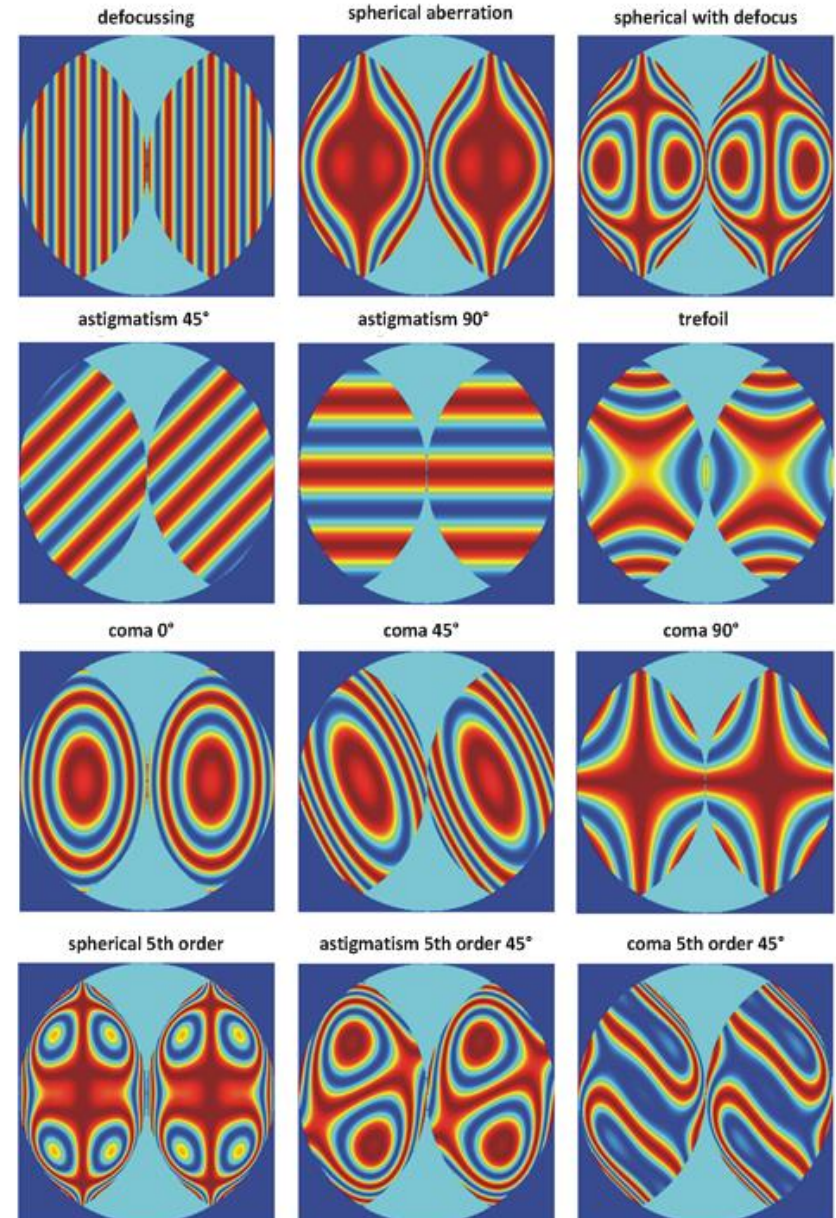 defocussing
spherical aberration
spherical with defocus
astigmatism 45°
astigmatism 90°
trefoil
coma 0°
coma 45°
coma 90°
spherical 5th order
astigmatism 5th order 45°
coma 5th order 45°